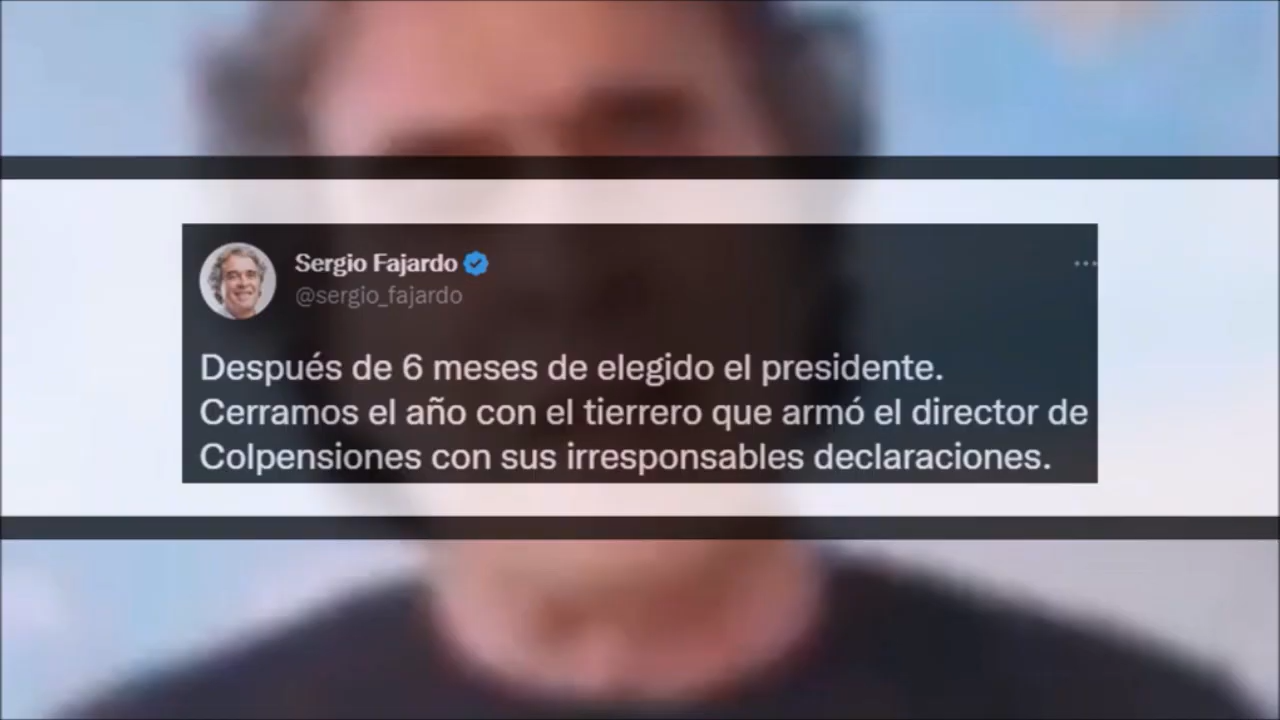 Sergio Fajardo
@sergio_fajardo
Después de 6 meses de elegido el presidente.
Cerramos el año con el tierrero que armó el director de
Colpensiones con sus irresponsables declaraciones.